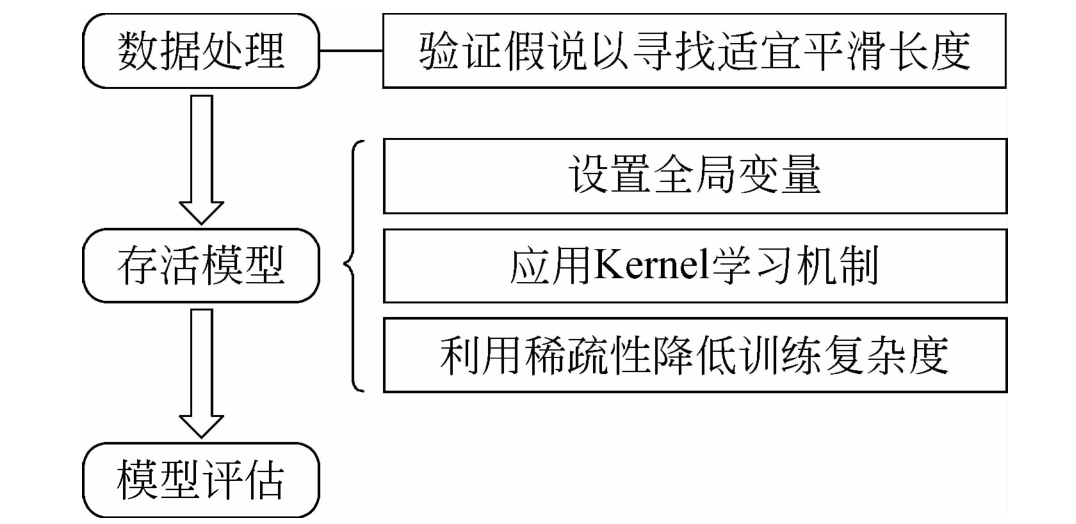 数据处理
验证假说以寻找适宜平滑长度
设置全局变量
存活模型
应用Kernel学习机制
利用稀疏性降低训练复杂度
模型评估